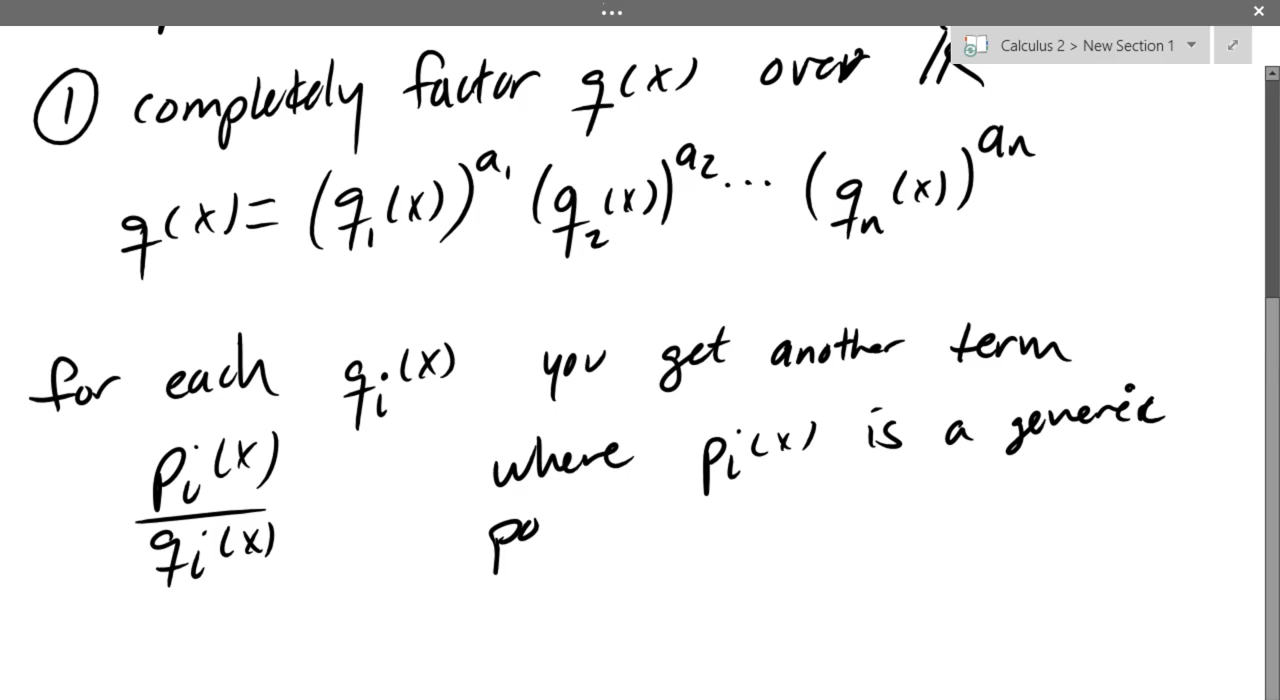 Calculus 2 > New Section 1
① completely factor q(x) over ℝ
q(x) = (q₁(x))^a₁ (q₂(x))^a₂ ... (qₙ(x))^aₙ
for each qᵢ(x) you get another term
pᵢ(x) / qᵢ(x) where pᵢ(x) is a generic
po